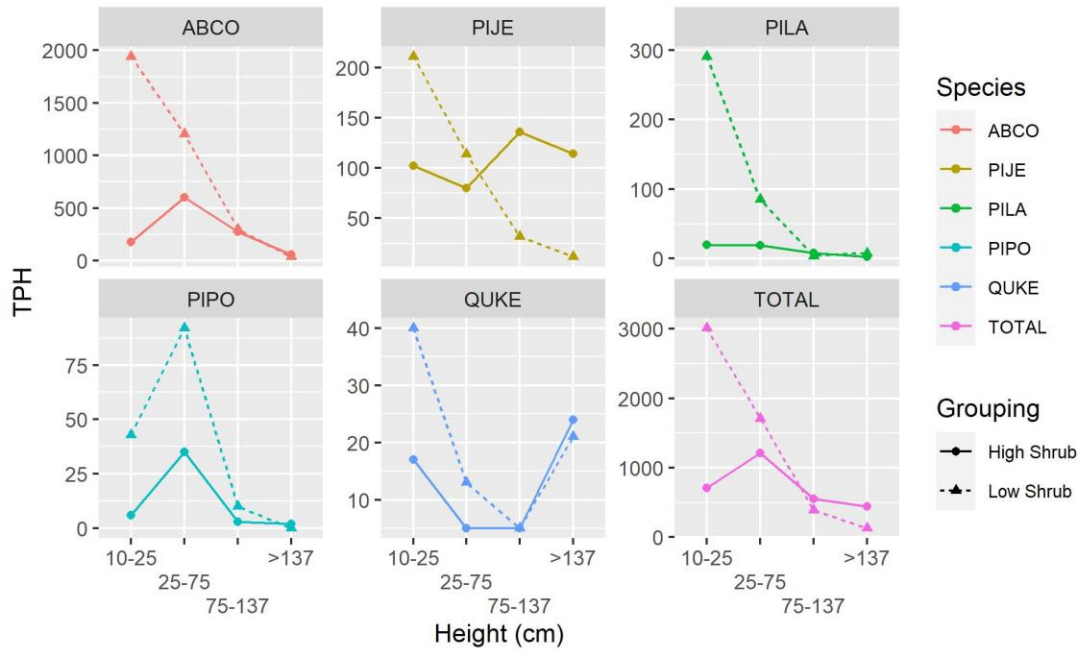 ABCO
PIJE
PILA
2000
1500
1000
500
0
200
150
100
50
300
200
100
0
PIPO
QUKE
TOTAL
75
50
25
0
40
30
20
10
3000
2000
1000
0
10-25
25-75
75-137
>137
10-25
25-75
75-137
>137
10-25
25-75
75-137
>137
TPH
Height (cm)
Species
ABCO
PIJE
PILA
PIPO
QUKE
TOTAL
Grouping
High Shrub
Low Shrub